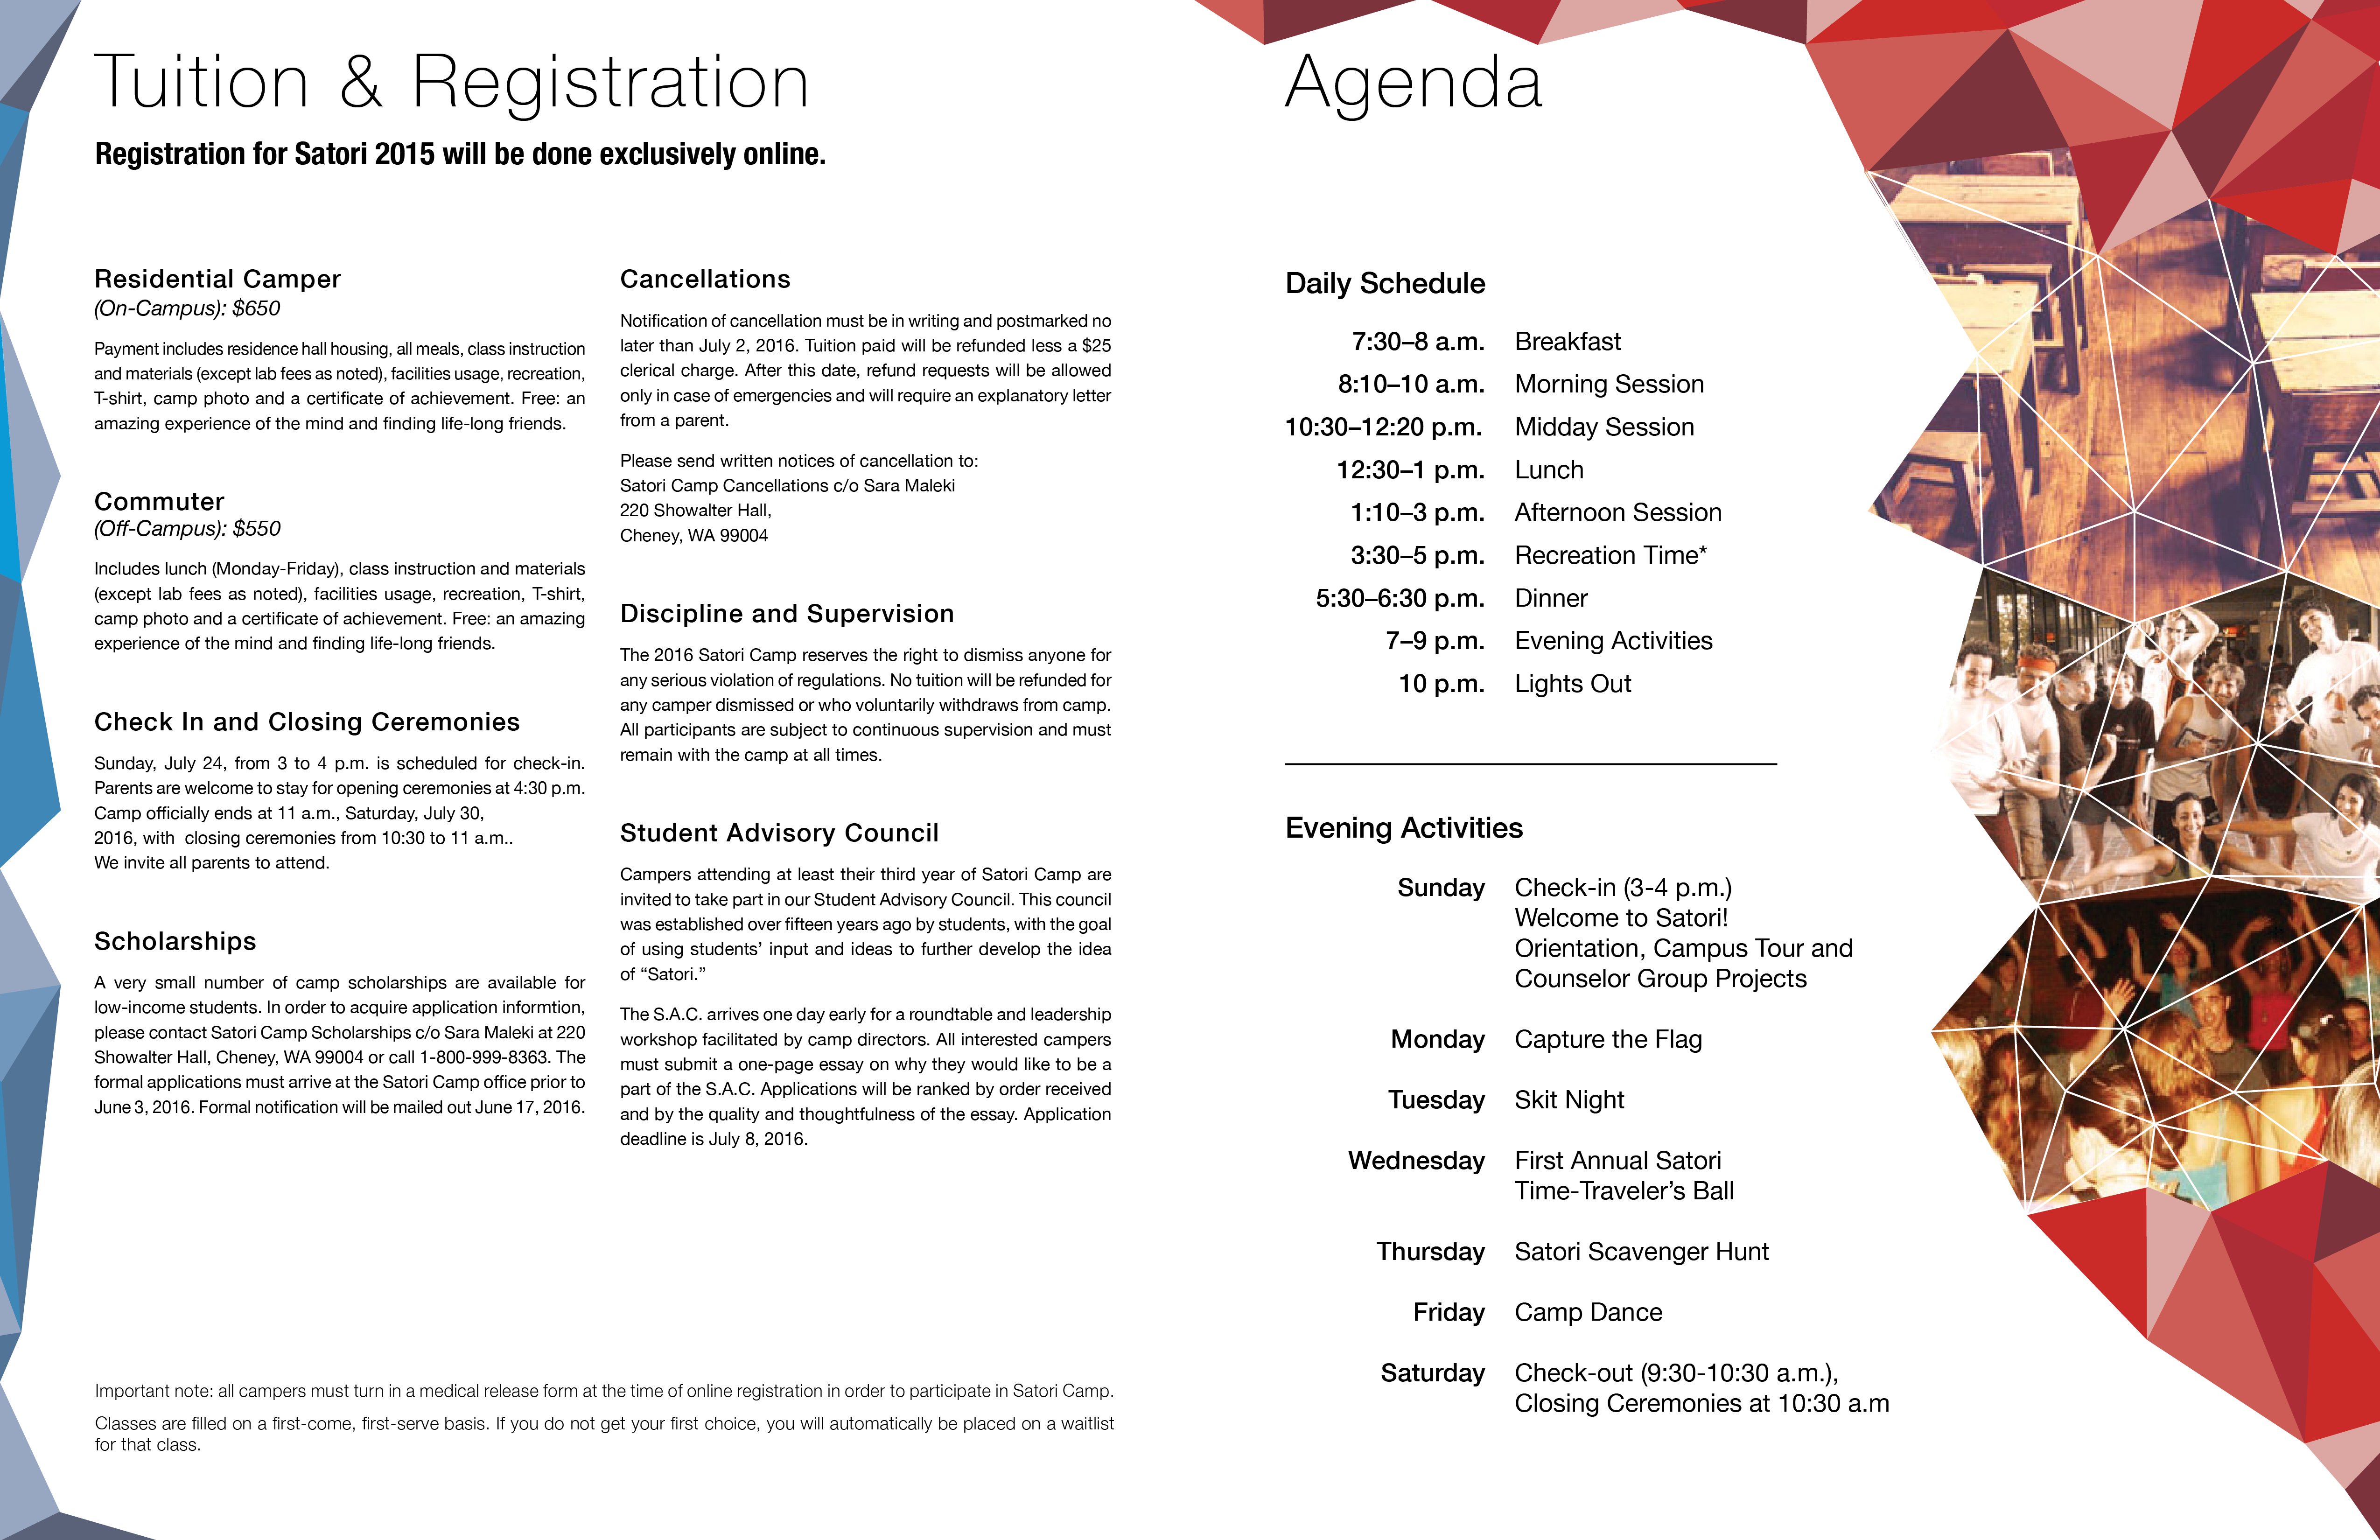 Tuition & Registration
Registration for Satori 2015 will be done exclusively online.
Residential Camper
(On-Campus): $650
Payment includes residence hall housing, all meals, class instruction
and materials (except lab fees as noted), facilities usage, recreation,
T-shirt, camp photo and a certificate of achievement. Free: an
amazing experience of the mind and finding life-long friends.
Commuter
(Off-Campus): $550
Includes lunch (Monday-Friday), class instruction and materials
(except lab fees as noted), facilities usage, recreation, T-shirt,
camp photo and a certificate of achievement. Free: an amazing
experience of the mind and finding life-long friends.
Check In and Closing Ceremonies
Sunday, July 24, from 3 to 4 p.m. is scheduled for check-in.
Parents are welcome to stay for opening ceremonies at 4:30 p.m.
Camp officially ends at 11 a.m., Saturday, July 30,
2016, with  closing ceremonies from 10:30 to 11 a.m..
We invite all parents to attend.
Scholarships
A very small number of camp scholarships are available for
low-income students. In order to acquire application informtion,
please contact Satori Camp Scholarships c/o Sara Maleki at 220
Showalter Hall, Cheney, WA 99004 or call 1-800-999-8363. The
formal applications must arrive at the Satori Camp office prior to
June 3, 2016. Formal notification will be mailed out June 17, 2016.
Cancellations
Notification of cancellation must be in writing and postmarked no
later than July 2, 2016. Tuition paid will be refunded less a $25
clerical charge. After this date, refund requests will be allowed
only in case of emergencies and will require an explanatory letter
from a parent.
Please send written notices of cancellation to:
Satori Camp Cancellations c/o Sara Maleki
220 Showalter Hall,
Cheney, WA 99004
Discipline and Supervision
The 2016 Satori Camp reserves the right to dismiss anyone for
any serious violation of regulations. No tuition will be refunded for
any camper dismissed or who voluntarily withdraws from camp.
All participants are subject to continuous supervision and must
remain with the camp at all times.
Student Advisory Council
Campers attending at least their third year of Satori Camp are
invited to take part in our Student Advisory Council. This council
was established over fifteen years ago by students, with the goal
of using students’ input and ideas to further develop the idea
of “Satori.”
The S.A.C. arrives one day early for a roundtable and leadership
workshop facilitated by camp directors. All interested campers
must submit a one-page essay on why they would like to be a
part of the S.A.C. Applications will be ranked by order received
and by the quality and thoughtfulness of the essay. Application
deadline is July 8, 2016.
Important note: all campers must turn in a medical release form at the time of online registration in order to participate in Satori Camp.
Classes are filled on a first-come, first-serve basis. If you do not get your first choice, you will automatically be placed on a waitlist
for that class.
Agenda
Daily Schedule
7:30–8 a.m. Breakfast
8:10–10 a.m. Morning Session
10:30–12:20 p.m. Midday Session
12:30–1 p.m. Lunch
1:10–3 p.m. Afternoon Session
3:30–5 p.m. Recreation Time*
5:30–6:30 p.m. Dinner
7–9 p.m. Evening Activities
10 p.m. Lights Out
Evening Activities
Sunday Check-in (3-4 p.m.)
Welcome to Satori!
Orientation, Campus Tour and
Counselor Group Projects
Monday Capture the Flag
Tuesday Skit Night
Wednesday First Annual Satori
Time-Traveler’s Ball
Thursday Satori Scavenger Hunt
Friday Camp Dance
Saturday Check-out (9:30-10:30 a.m.),
Closing Ceremonies at 10:30 a.m